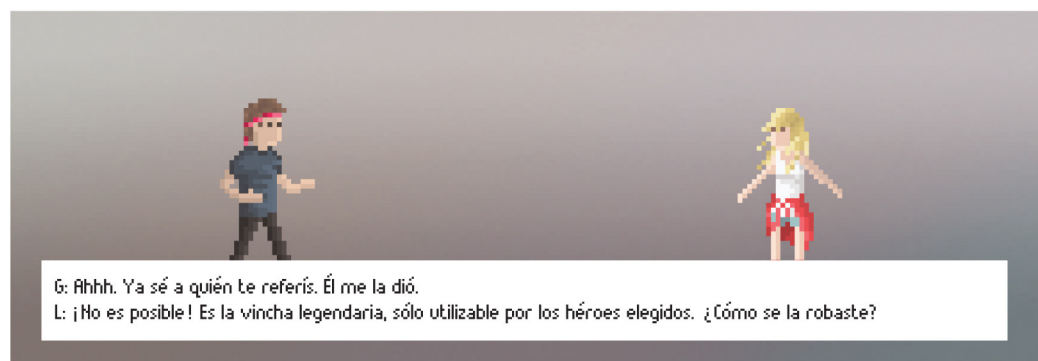 G: Ahhh. Ya sé a quién te referís. Él me la dió.
L: ¡No es posible! Es la vincha legendaria, sólo utilizable por los héroes elegidos. ¿Cómo se la robaste?